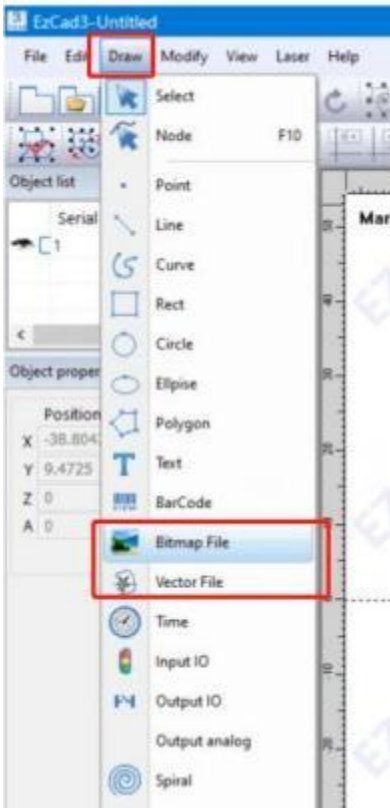 EzCad3-Untitled
File Edit Draw Modify View Laser Help
Select
Node F10
Object list
Point
Serial
Line
1
Curve
Rect
Circle
Object proper
Ellpise
Position
Polygon
X -38.804
Text
Y 9.4725
Z 0
BarCode
A 0
Bitmap File
Vector File
Time
Input IO
Output IO
Output analog
Spiral
Mar